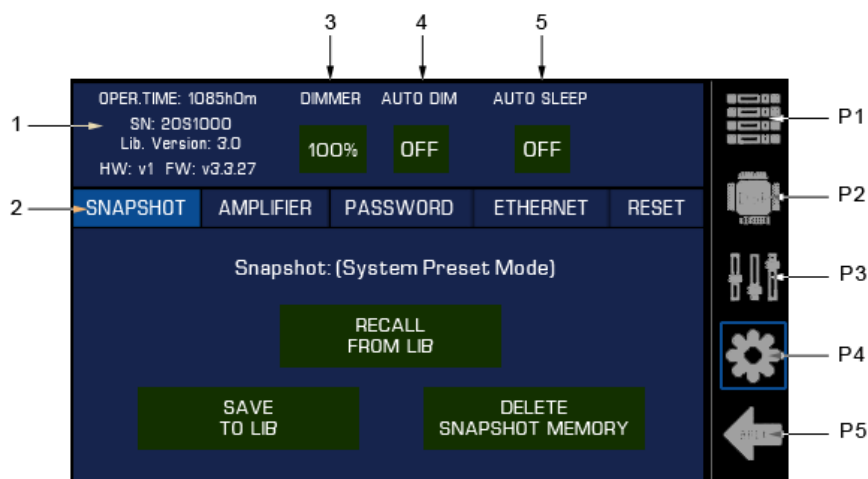 3 4 5
OPER.TIME: 1085h0m
SN: 20S1000
Lib. Version: 3.0
HW: v1 FW: v3.3.27
DIMMER AUTO DIM AUTO SLEEP
100% OFF OFF
1
2
SNAPSHOT AMPLIFIER PASSWORD ETHERNET RESET
Snapshot: (System Preset Mode)
RECALL
FROM LIB
SAVE
TO LIB
DELETE
SNAPSHOT MEMORY
P1
P2
P3
P4
P5